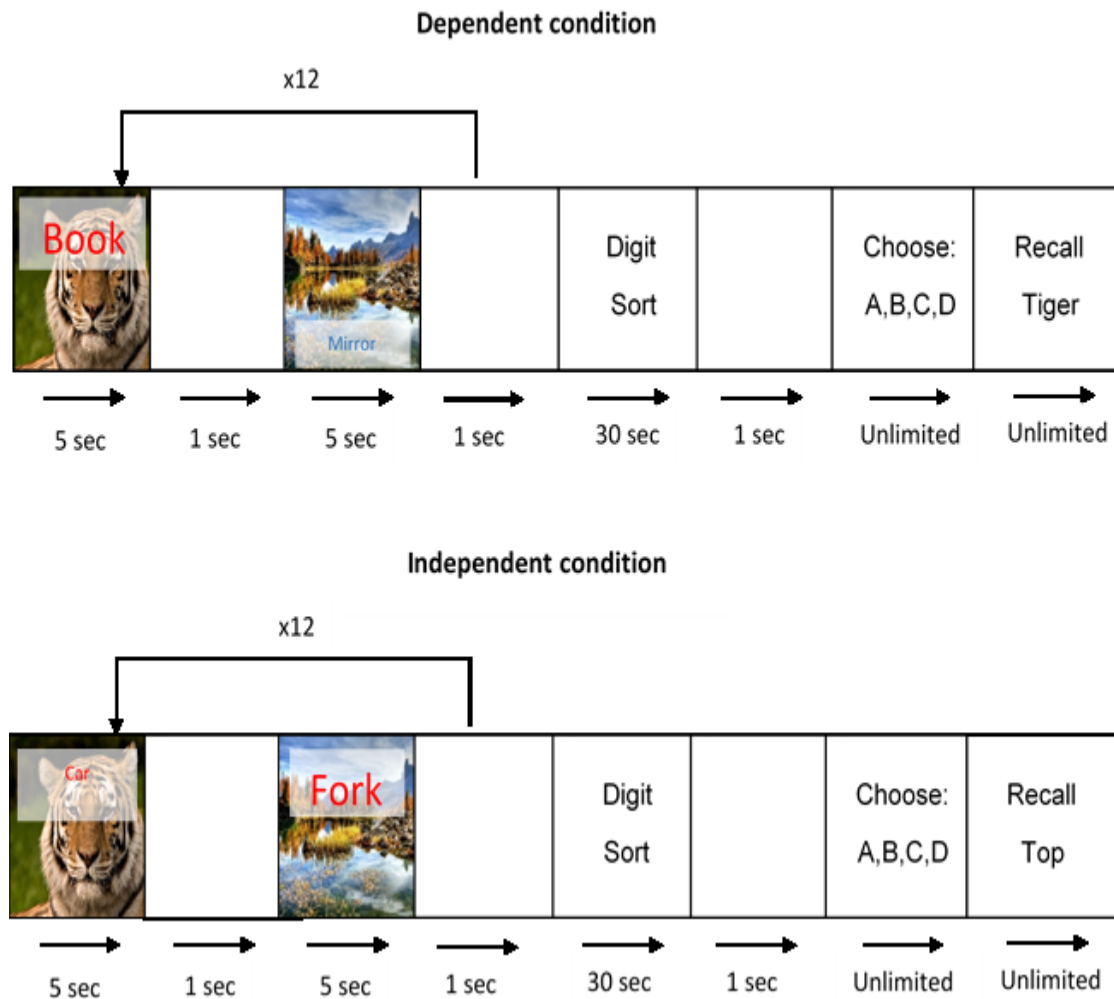 Dependent condition
x12
Book
Mirror
Digit
Sort
Choose:
A,B,C,D
Recall
Tiger
5 sec
1 sec
5 sec
1 sec
30 sec
1 sec
Unlimited
Unlimited
Independent condition
x12
Car
Fork
Digit
Sort
Choose:
A,B,C,D
Recall
Top
5 sec
1 sec
5 sec
1 sec
30 sec
1 sec
Unlimited
Unlimited